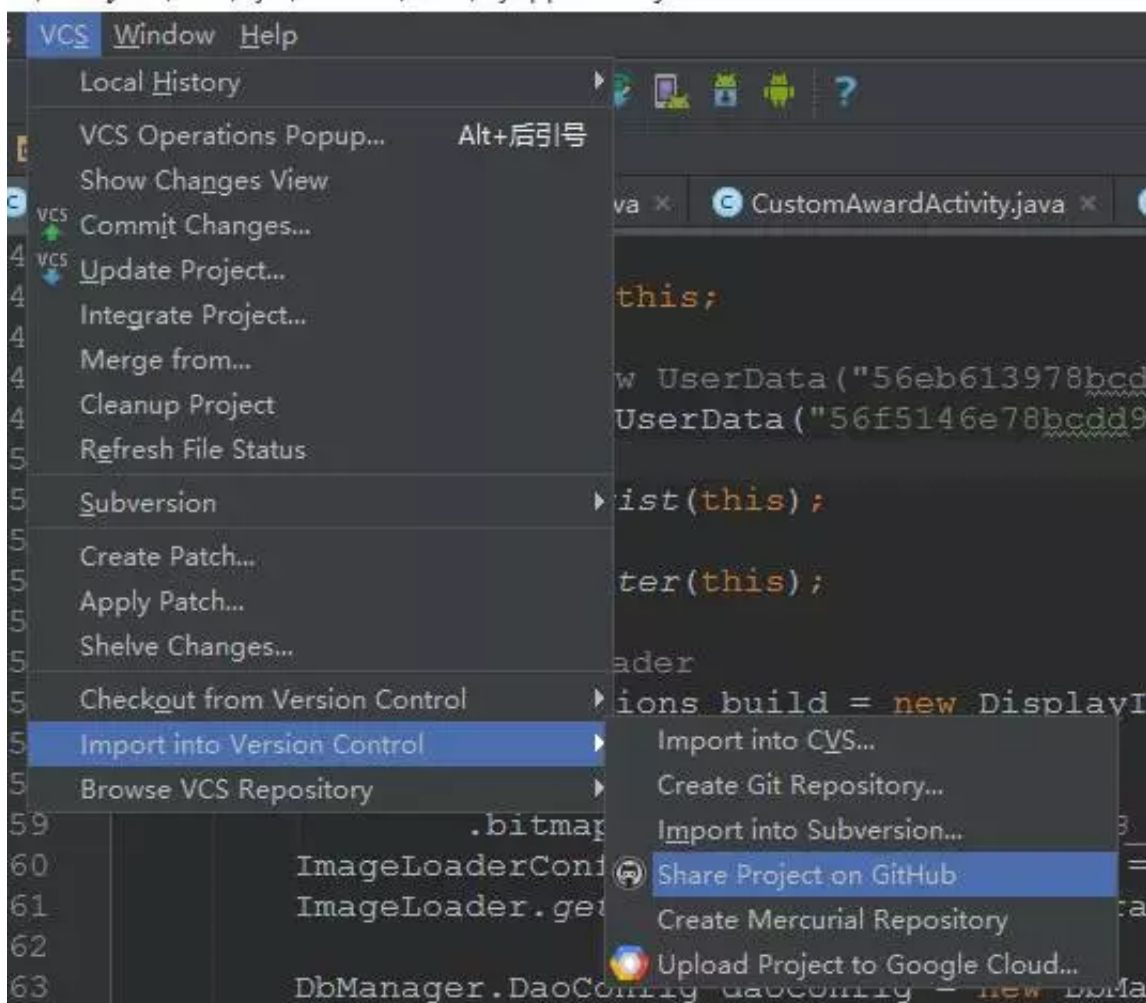 VCS Window Help
Local History
VCS Operations Popup... Alt+后引号
Show Changes View
va CustomAwardActivity.java
VCS Commit Changes...
VCS Update Project...
this;
Integrate Project...
Merge from...
w UserData("56eb613978bcd
Cleanup Project
UserData("56f5146e78bcdd9
Refresh File Status
Subversion
ist(this);
Create Patch...
ter(this);
Apply Patch...
Shelve Changes...
ader
Checkout from Version Control
ions build = new DisplayI
Import into Version Control
Import into CVS...
Browse VCS Repository
Create Git Repository...
59 .bitmap
Import into Subversion...
60 ImageLoaderConf
Share Project on GitHub =
61 ImageLoader.get
Create Mercurial Repository
62
Upload Project to Google Cloud...
63 DbManager.DaoConfig daoConfig = new DbMa